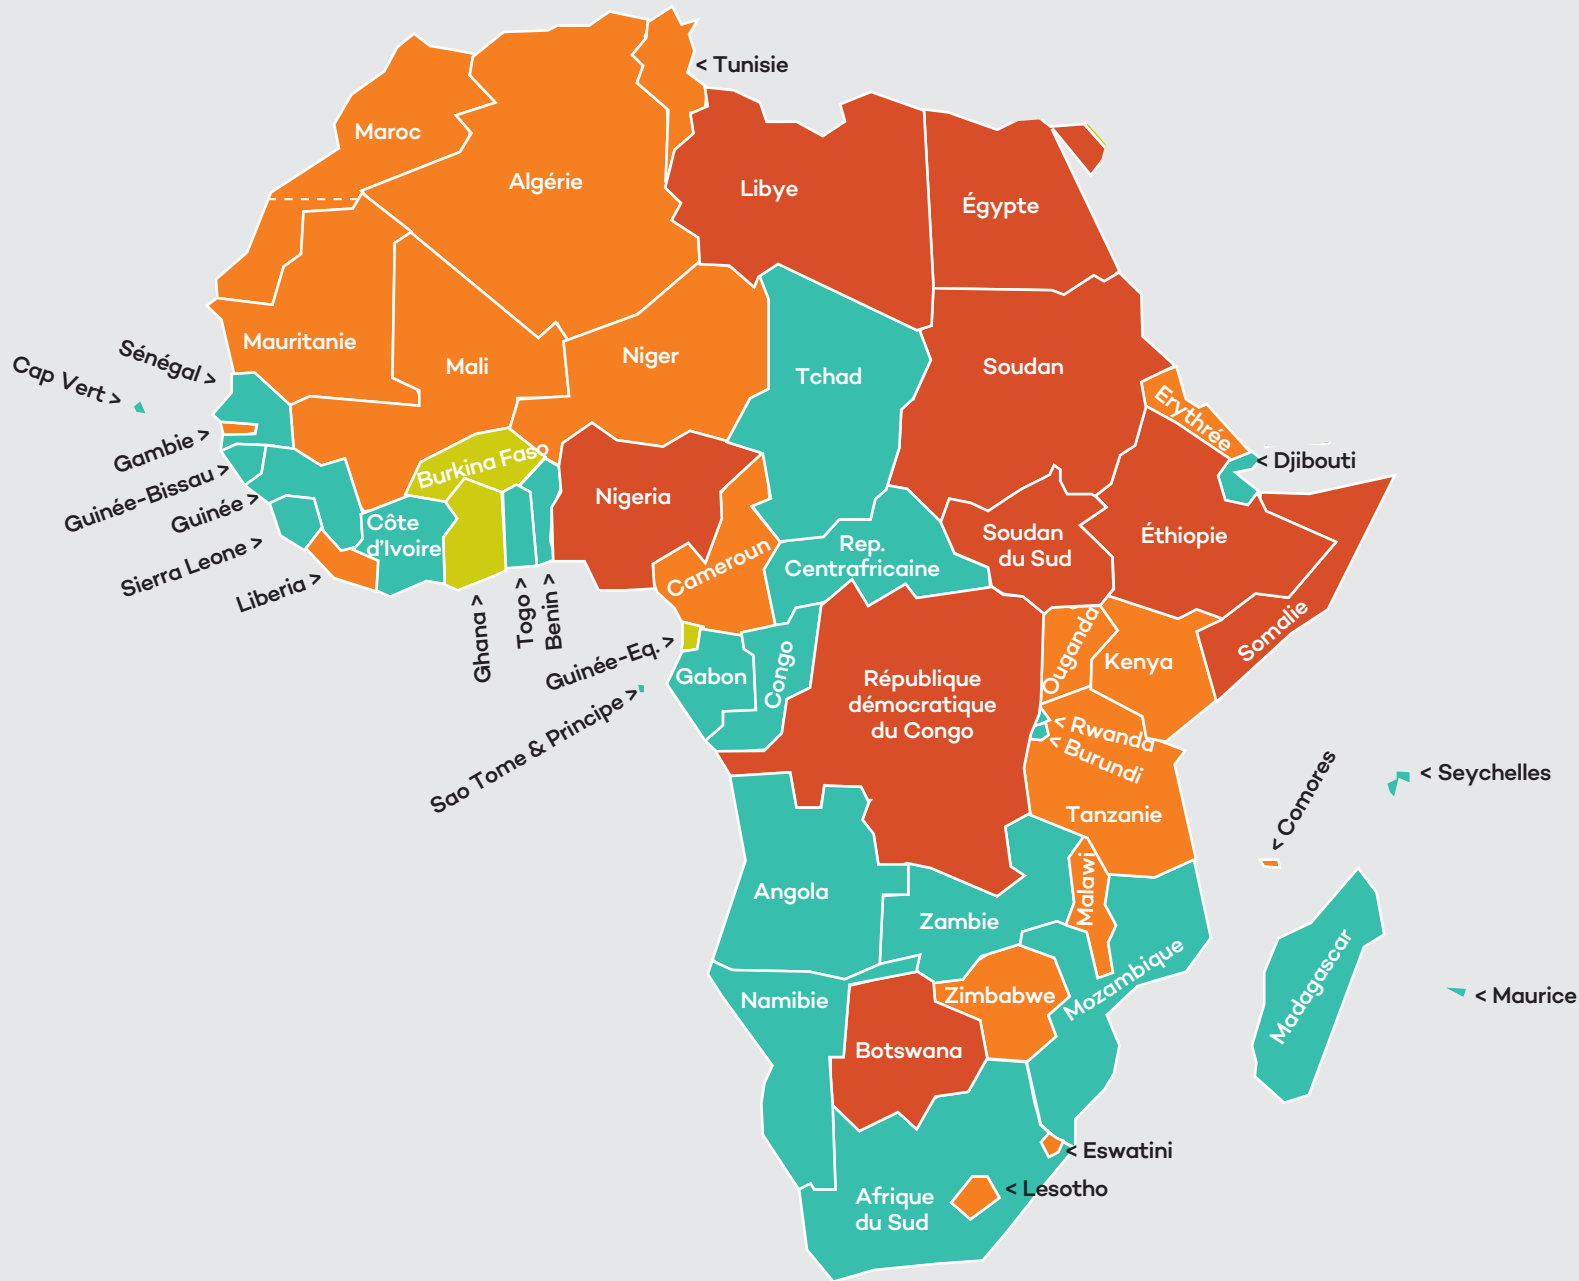 < Tunisie
Maroc
Algérie
Libye
Égypte
Mauritanie
Mali
Niger
Tchad
Soudan
Sénégal >
Cap Vert >
Gambie >
Guinée-Bissau >
Guinée >
Sierra Leone >
Liberia >
Burkina Faso
Côte
d'Ivoire
Nigeria
Cameroun
Rep.
Centrafricaine
Soudan
du Sud
Erythrée
< Djibouti
Éthiopie
Somalie
Ghana >
Togo >
Benin >
Guinée-Eq. >
Sao Tome & Principe >
Gabon
Congo
République
démocratique
du Congo
Ouganda
Kenya
< Rwanda
< Burundi
Tanzanie
< Seychelles
< Comores
Angola
Zambie
Malawi
Mozambique
Madagascar
< Maurice
Namibie
Zimbabwe
Botswana
< Eswatini
< Lesotho
Afrique
du Sud